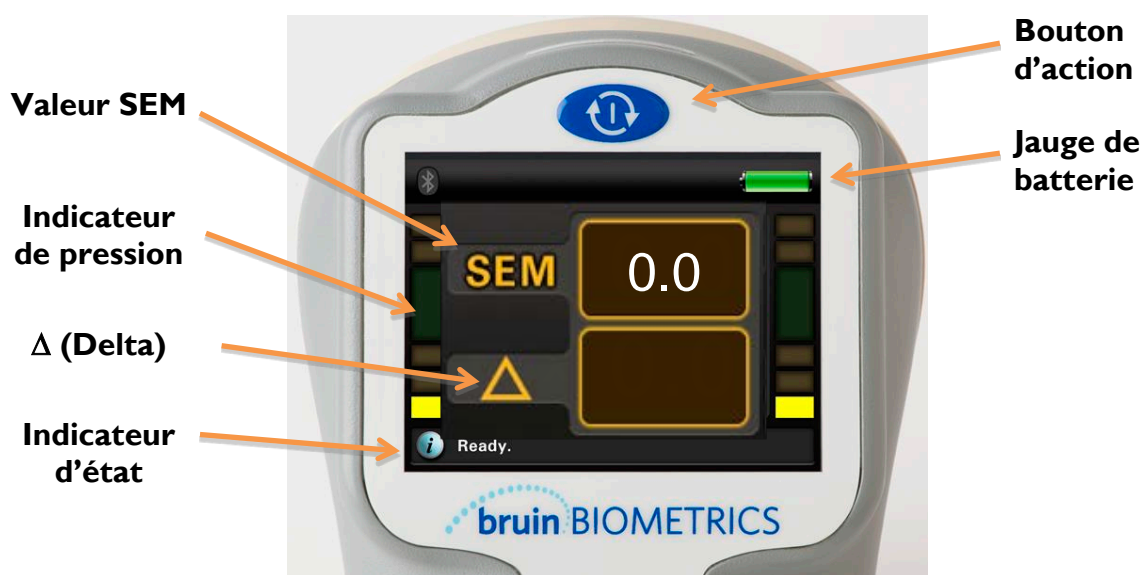 Bouton
d’action
Valeur SEM
Jauge de
batterie
Indicateur
de pression
SEM
0.0
Δ (Delta)
Δ
Indicateur
d’état
i
Ready.
bruin BIOMETRICS